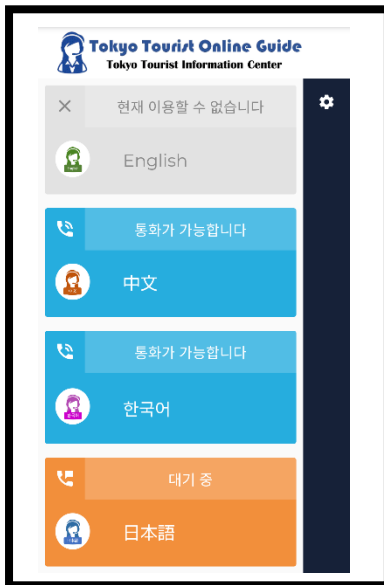 Tokyo Tourist Online Guide
Tokyo Tourist Information Center
현재 이용할 수 없습니다
English
통화가 가능합니다
中文
통화가 가능합니다
한국어
대기 중
日本語